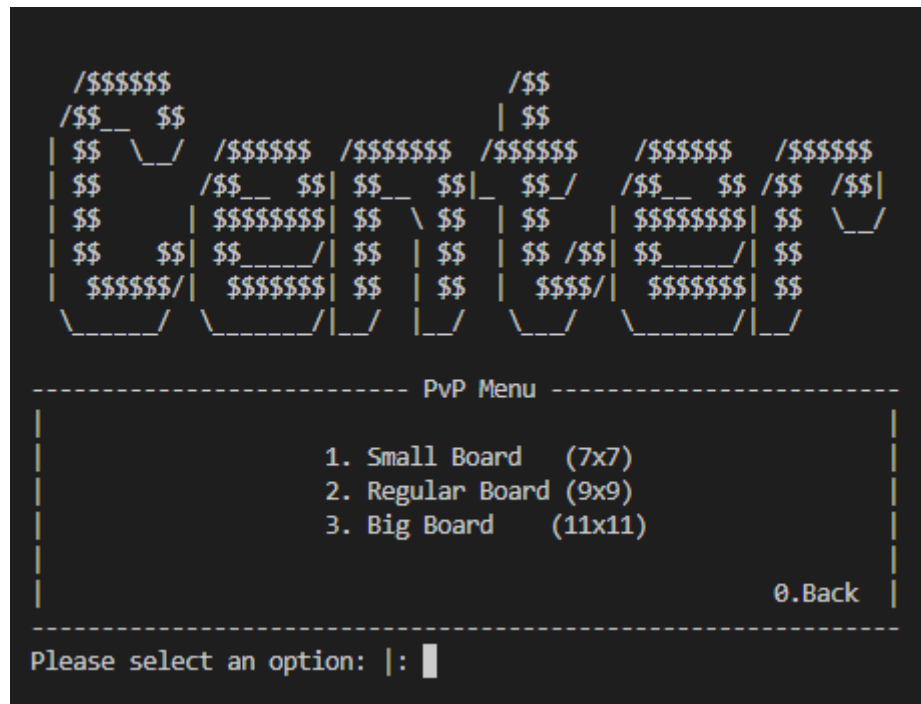 Center
---------------------------- PvP Menu -------------------------
1. Small Board   (7x7)
2. Regular Board (9x9)
3. Big Board    (11x11)
0.Back
Please select an option: |: